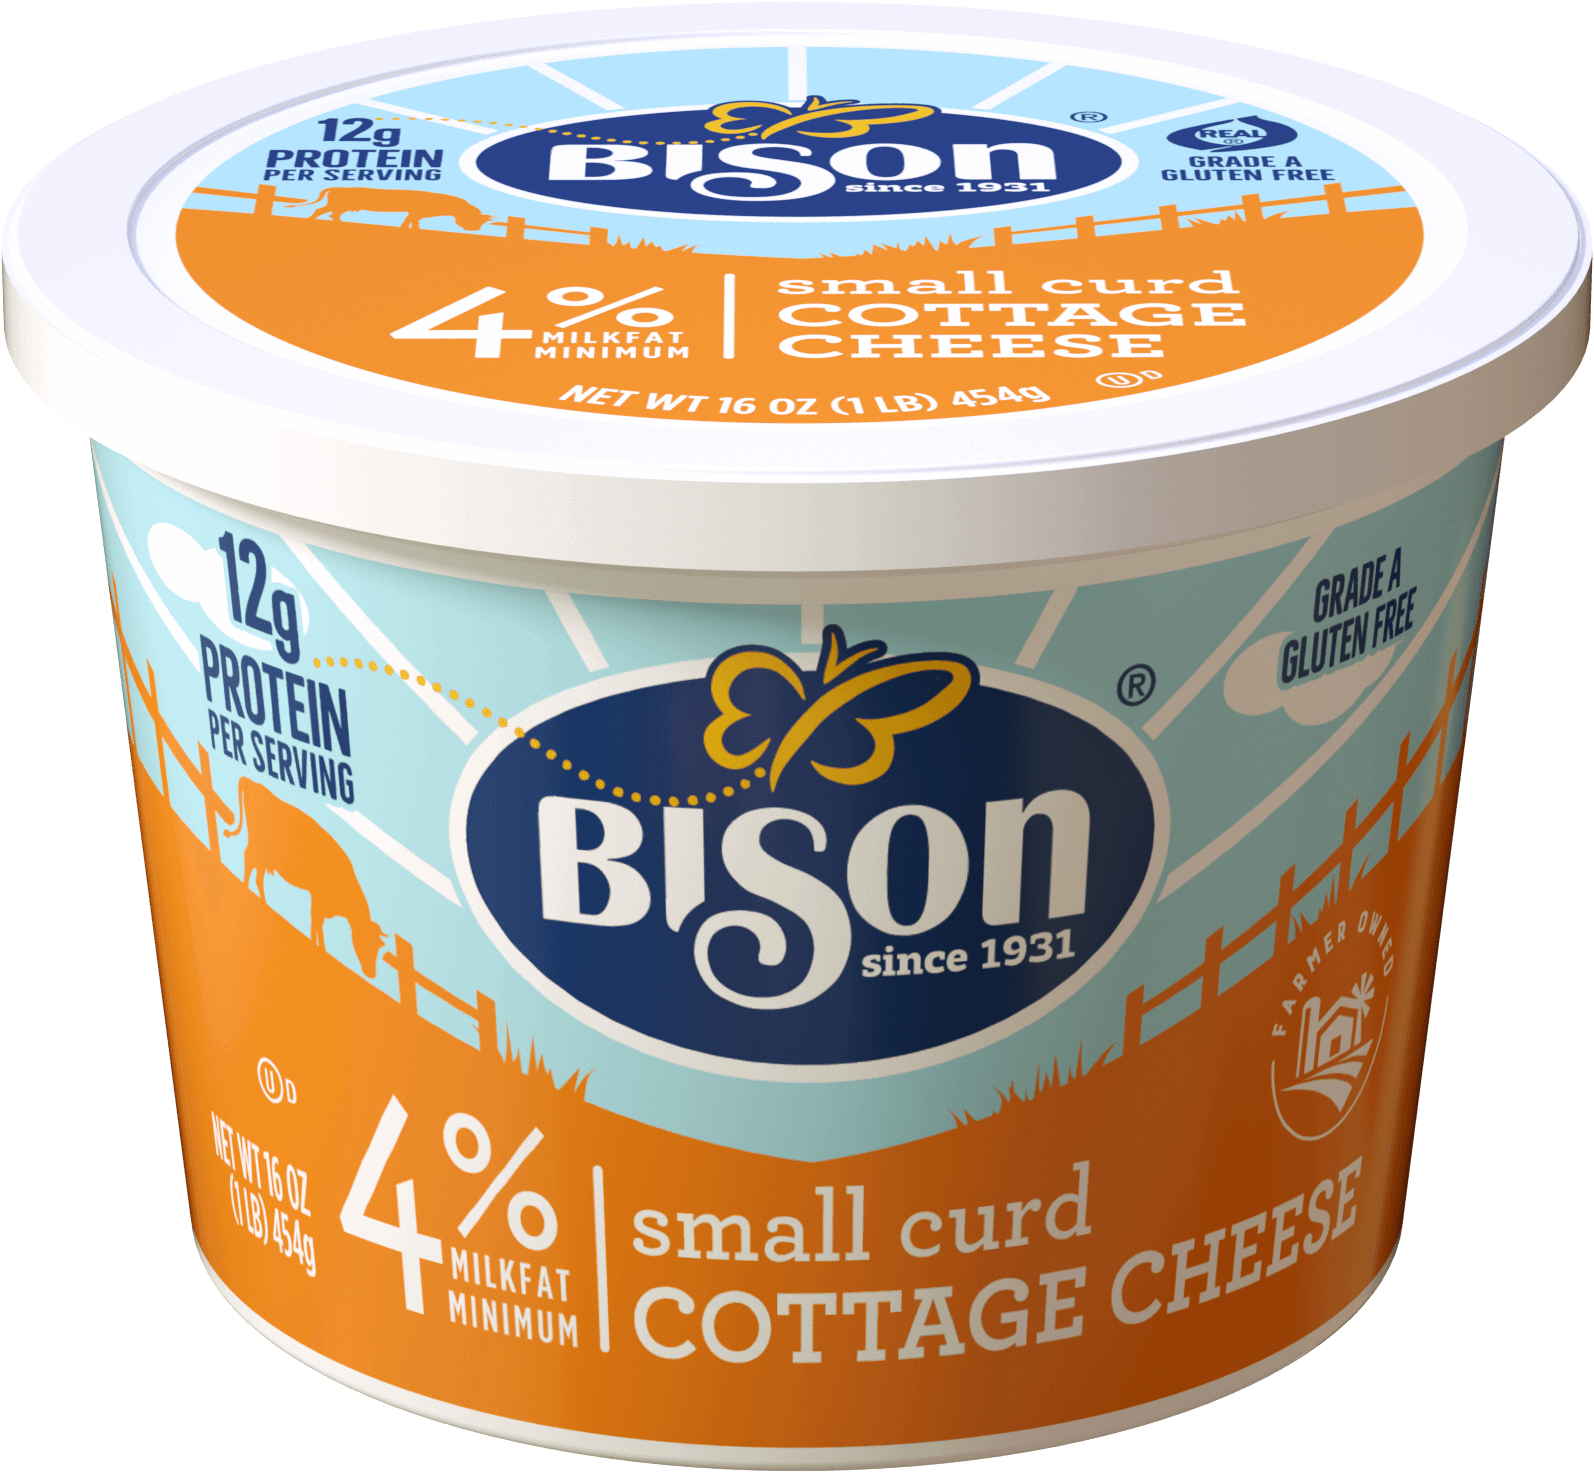 12g
PROTEIN
PER SERVING
BISON
since 1931
®
REAL
®
GRADE A
GLUTEN FREE
4%
MILKFAT
MINIMUM
small curd
COTTAGE
CHEESE
NET WT 16 OZ (1 LB) 454g
U D
12g
PROTEIN
PER SERVING
BISON
since 1931
®
GRADE A
GLUTEN FREE
FARMER OWNED
U D
NET WT 16 OZ
(1 LB) 454g
4%
MILKFAT
MINIMUM
small curd
COTTAGE CHEESE